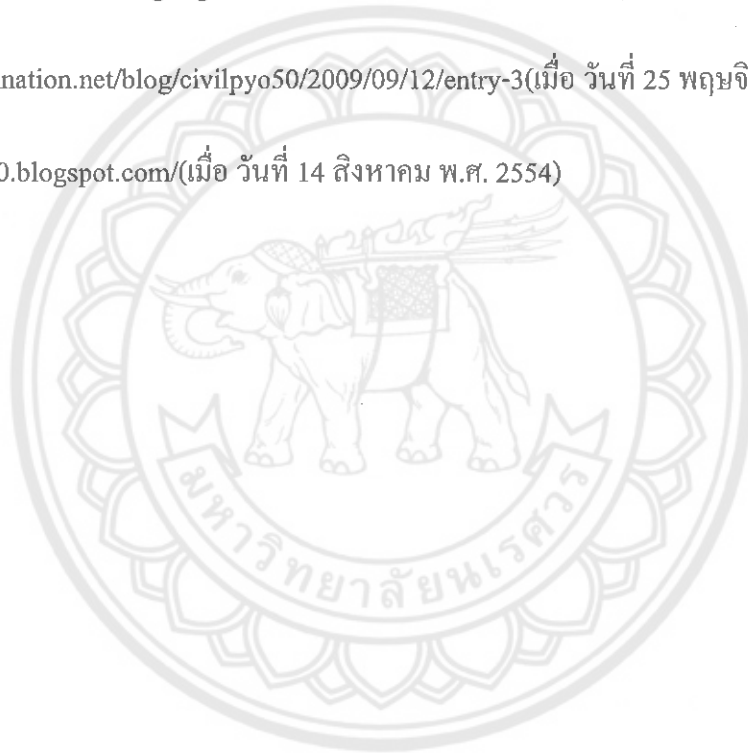 nation.net/blog/civilpyo50/2009/09/12/entry-3(เมื่อ วันที่ 25 พฤษจิ
0.blogspot.com/(เมื่อ วันที่ 14 สิงหาคม พ.ศ. 2554)
มหาวิทยาลัยนเรศวร